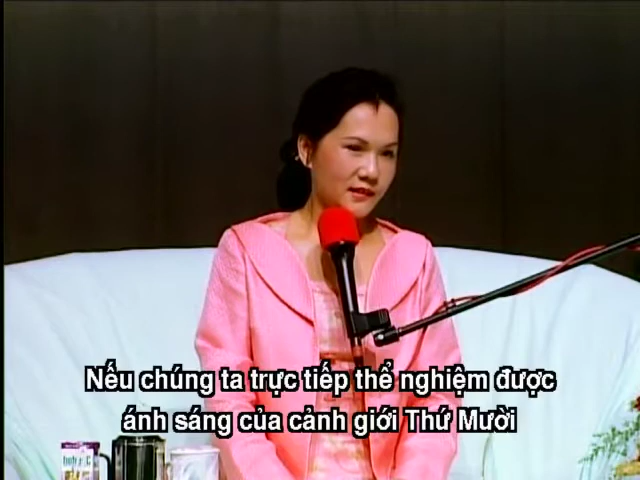 Nếu chúng ta trực tiếp thể nghiệm được
ánh sáng của cảnh giới Thứ Mười